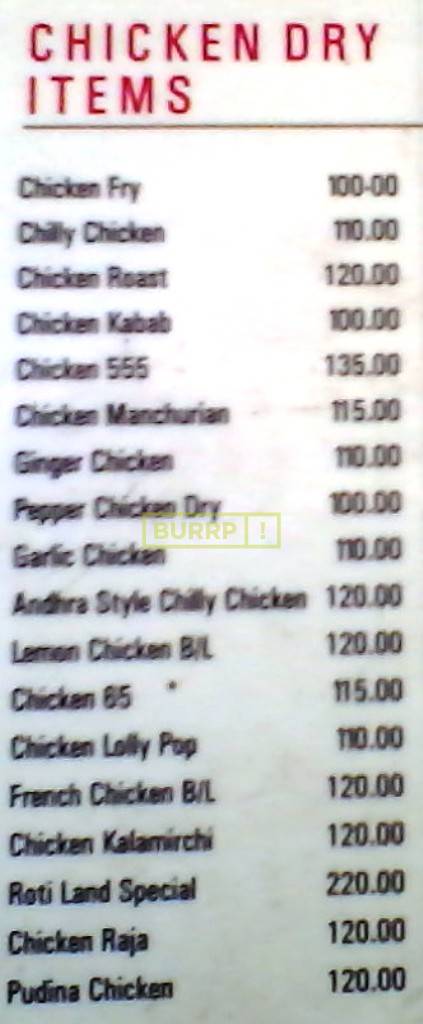 CHICKEN DRY
ITEMS
Chicken Fry 100-00
Chilly Chicken 110.00
Chicken Roast 120.00
Chicken Kabab 100.00
Chicken 555 135.00
Chicken Manchurian 115.00
Ginger Chicken 110.00
Pepper Chicken Dry 100.00
BURRP!
Garlic Chicken 110.00
Andhra Style Chilly Chicken 120.00
Lemon Chicken B/L 120.00
Chicken 65 115.00
Chicken Lolly Pop 110.00
French Chicken B/L 120.00
Chicken Kalamirchi 120.00
Roti Land Special 220.00
Chicken Raja 120.00
Pudina Chicken 120.00